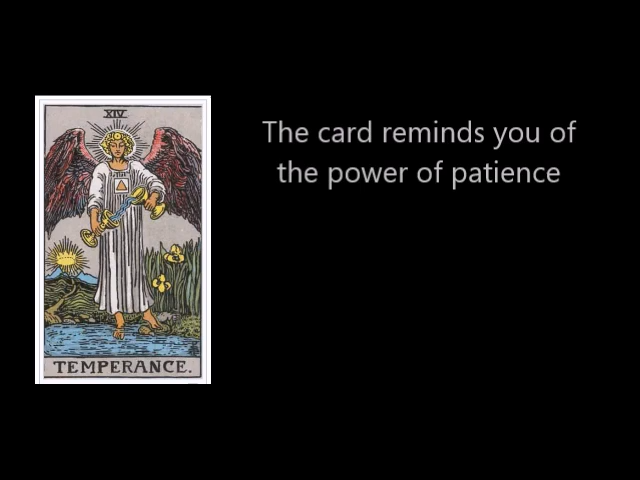 XIV
The card reminds you of
the power of patience
TEMPERANCE.